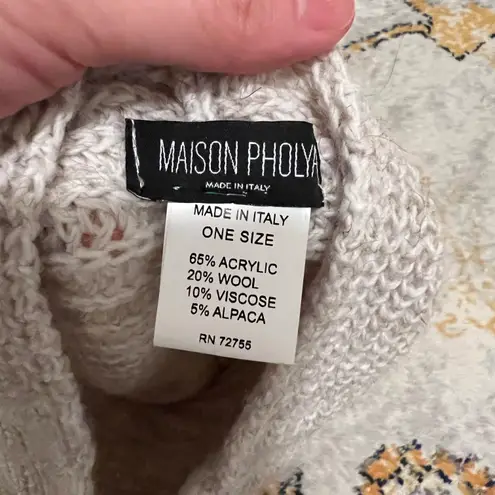 MAISON PHOLYA
MADE IN ITALY
MADE IN ITALY
ONE SIZE
65% ACRYLIC
20% WOOL
10% VISCOSE
5% ALPACA
RN 72755